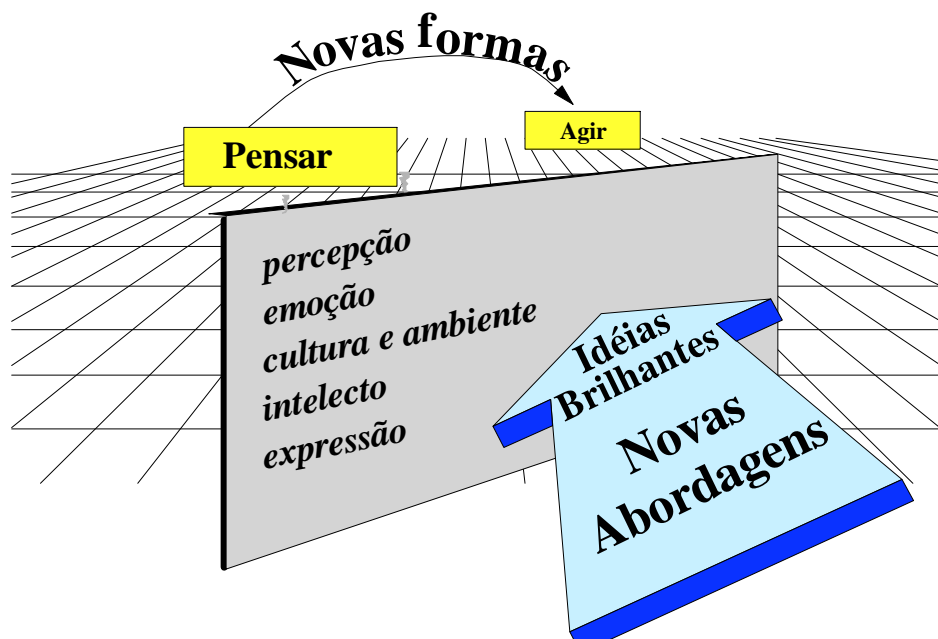 Novas formas
Pensar
Agir
percepção
emoção
cultura e ambiente
intelecto
expressão
Idéias
Brilhantes
Novas
Abordagens